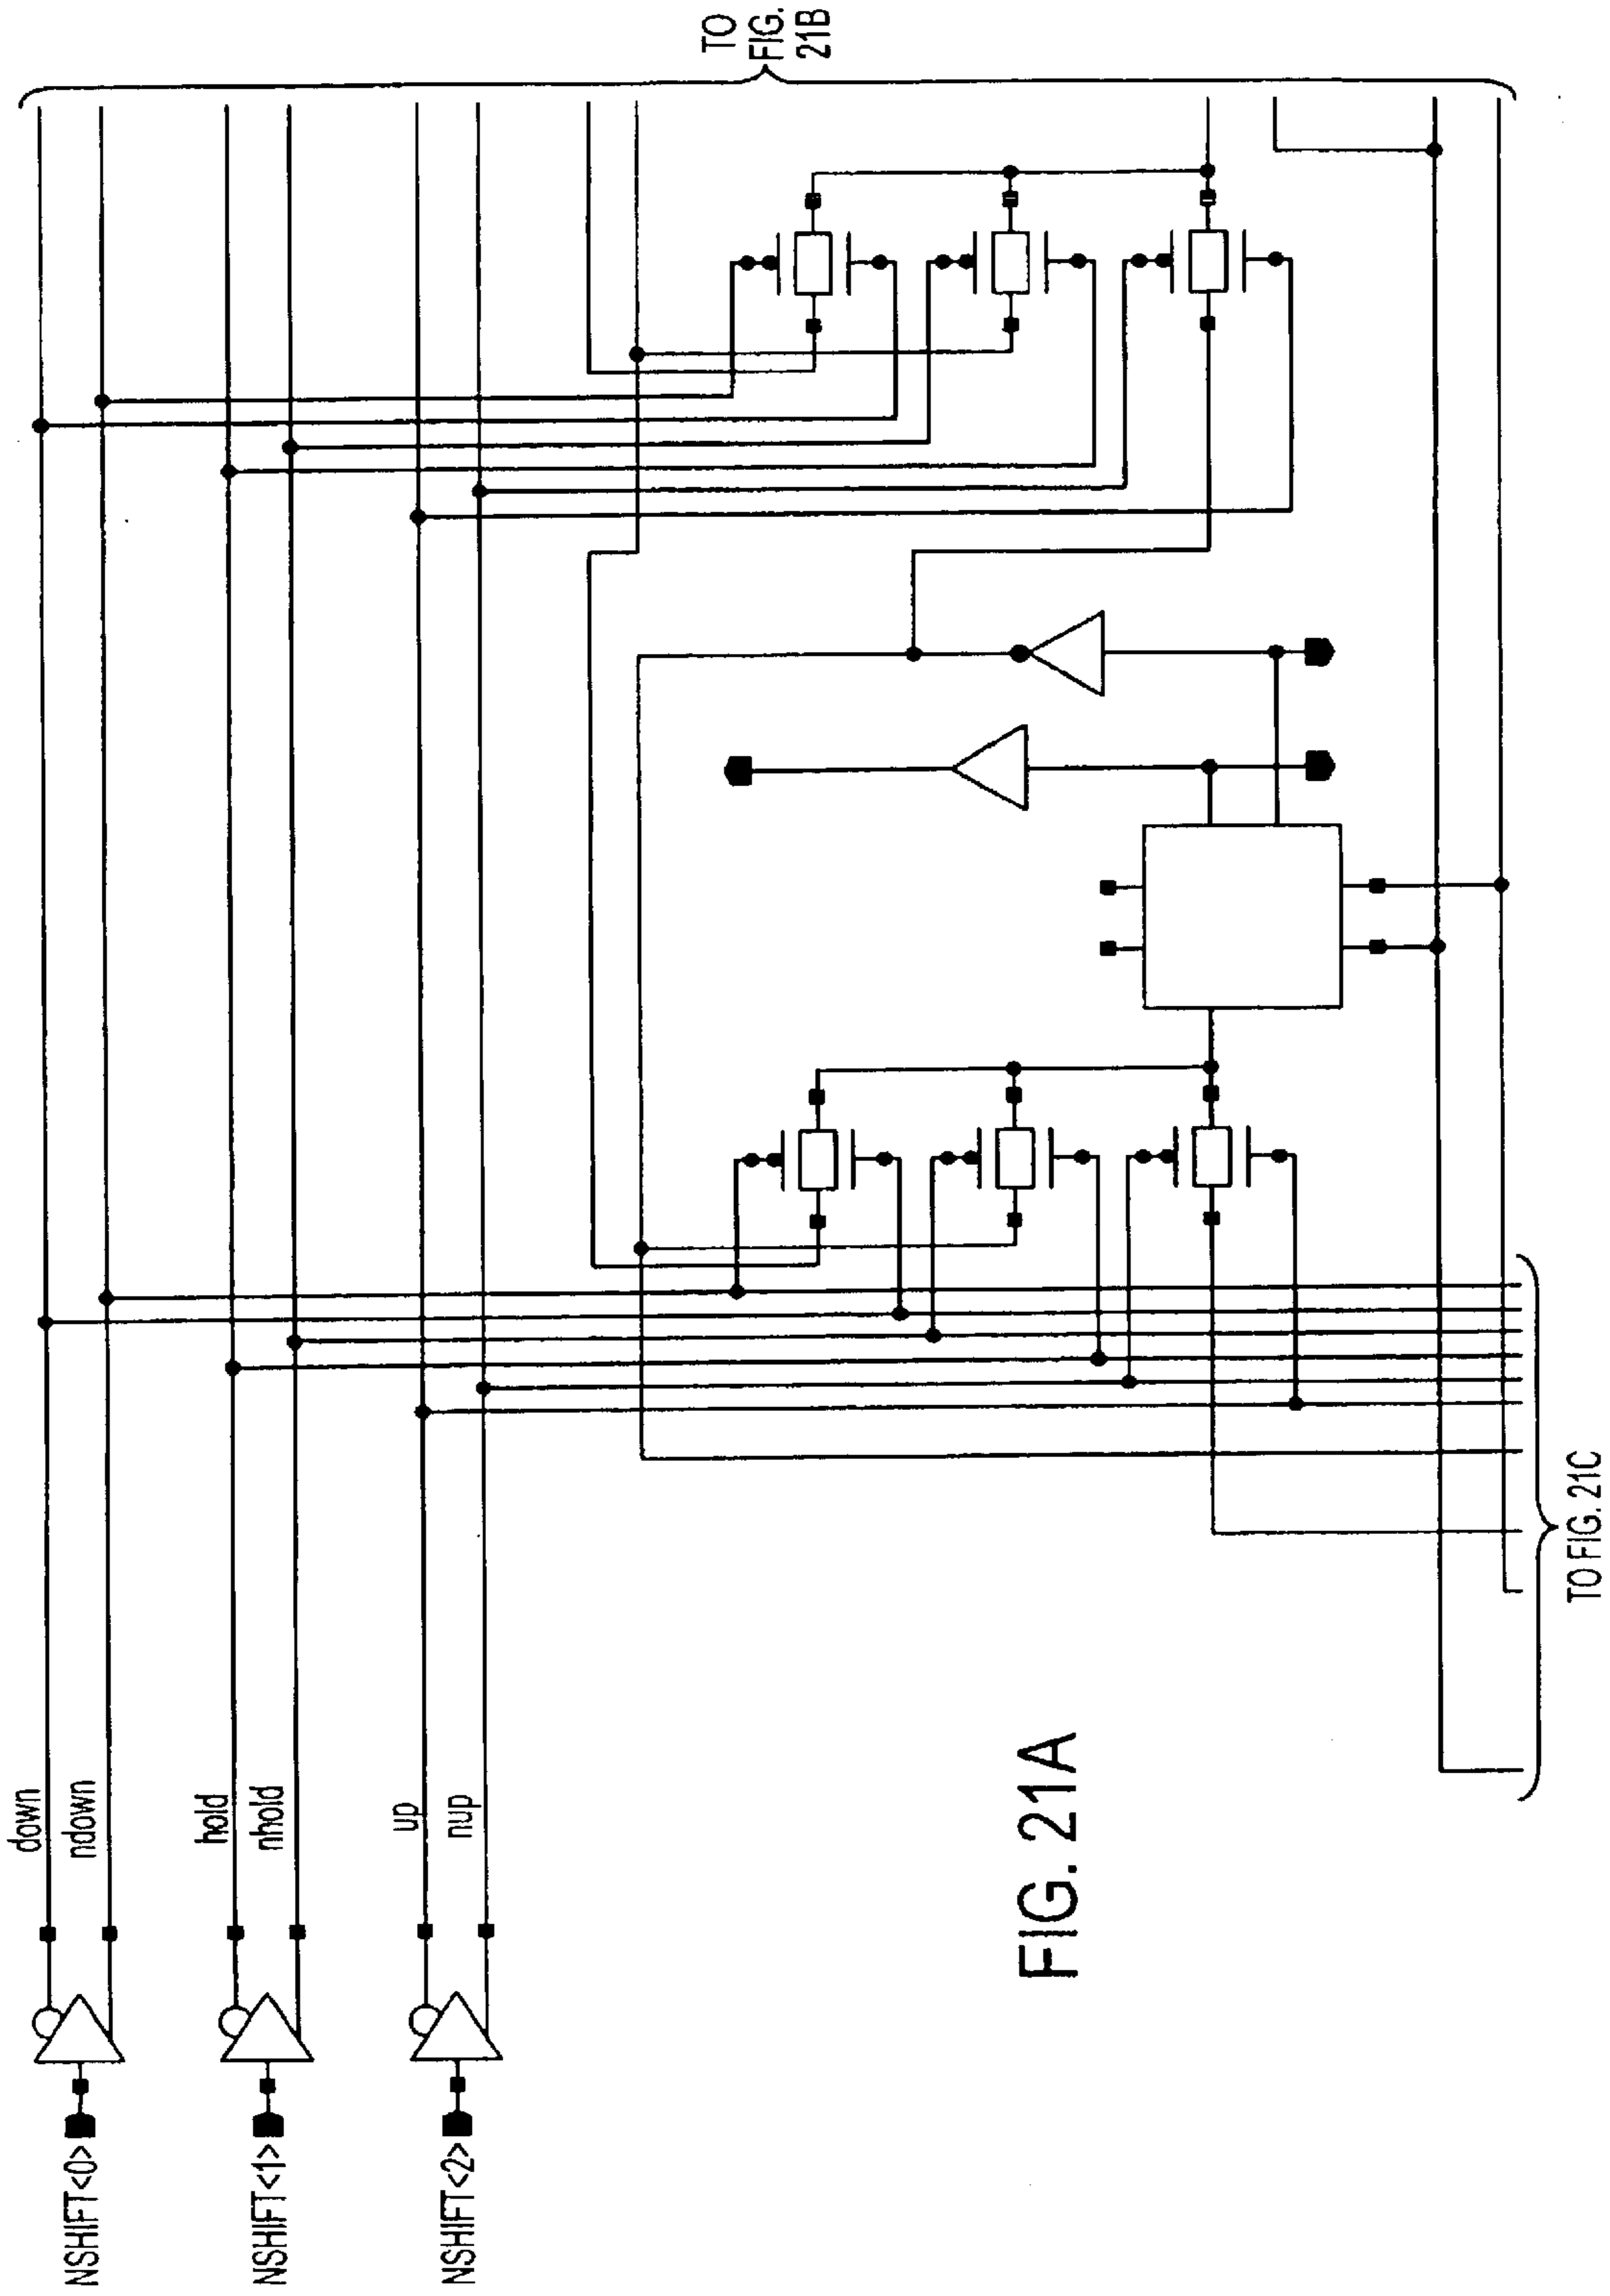 NSHIFT<0>
down
ndown
NSHIFT<1>
hold
nhold
NSHIFT<2>
up
nup
TO
FIG.
21B
TO FIG. 21C
FIG. 21A